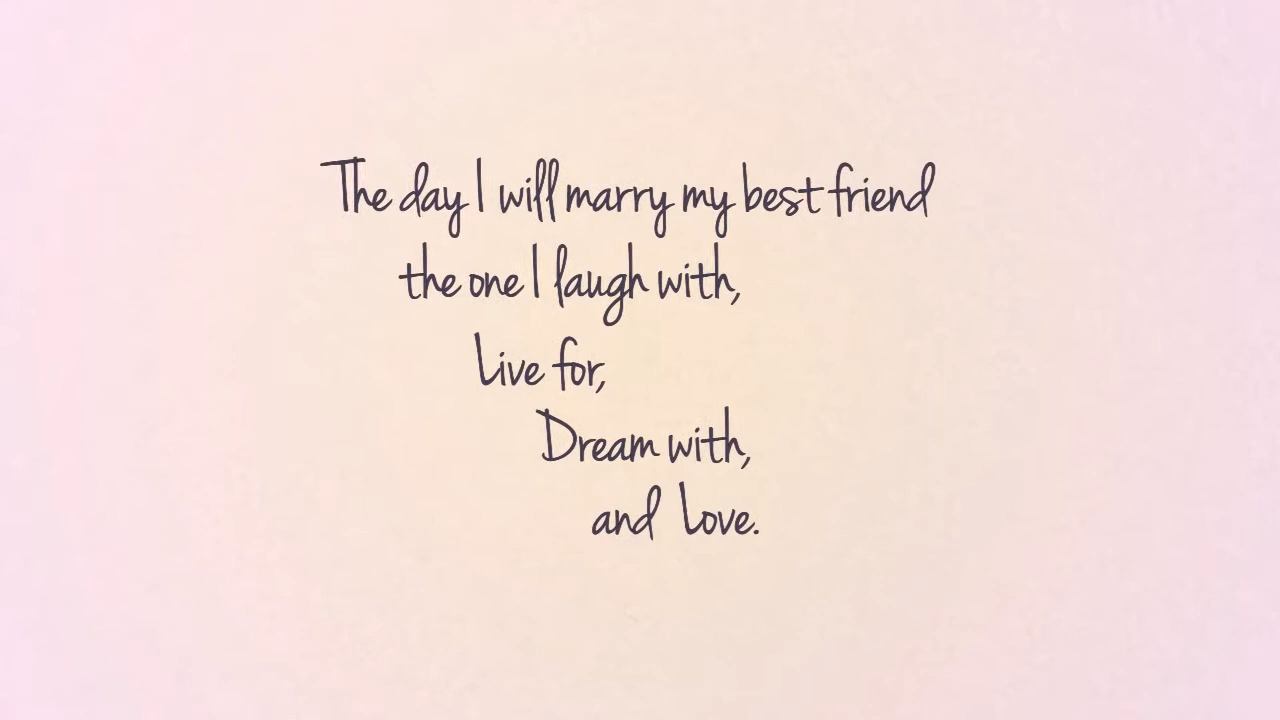 The day I will marry my best friend
the one I laugh with,
Live for,
Dream with,
and Love.